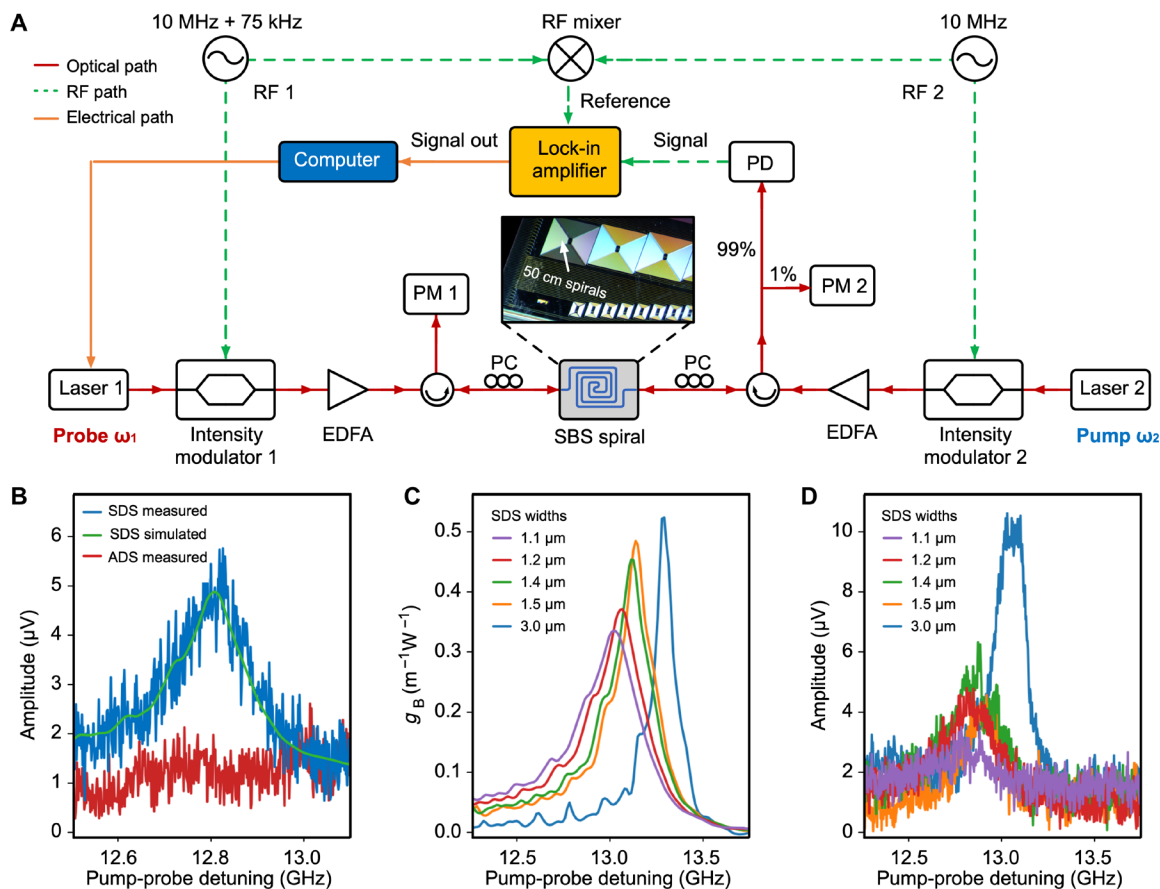 A
10 MHz + 75 kHz
RF mixer
10 MHz
Optical path
RF path
Electrical path
RF 1
RF 2
Reference
Computer
Signal out
Lock-in
amplifier
Signal
PD
99%
1%
PM 1
PM 2
50 cm spirals
PC
PC
Laser 1
Laser 2
Probe ω₁
Intensity
modulator 1
EDFA
SBS spiral
EDFA
Intensity
modulator 2
Pump ω₂
B
SDS measured
SDS simulated
ADS measured
Amplitude (μV)
6
5
4
3
2
1
0
12.6
12.8
13.0
Pump-probe detuning (GHz)
C
SDS widths
1.1 μm
1.2 μm
1.4 μm
1.5 μm
3.0 μm
g B (m⁻¹W⁻¹)
0.5
0.4
0.3
0.2
0.1
0.0
12.5
13.0
13.5
Pump-probe detuning (GHz)
D
SDS widths
1.1 μm
1.2 μm
1.4 μm
1.5 μm
3.0 μm
Amplitude (μV)
10
8
6
4
2
0
12.5
13.0
13.5
Pump-probe detuning (GHz)